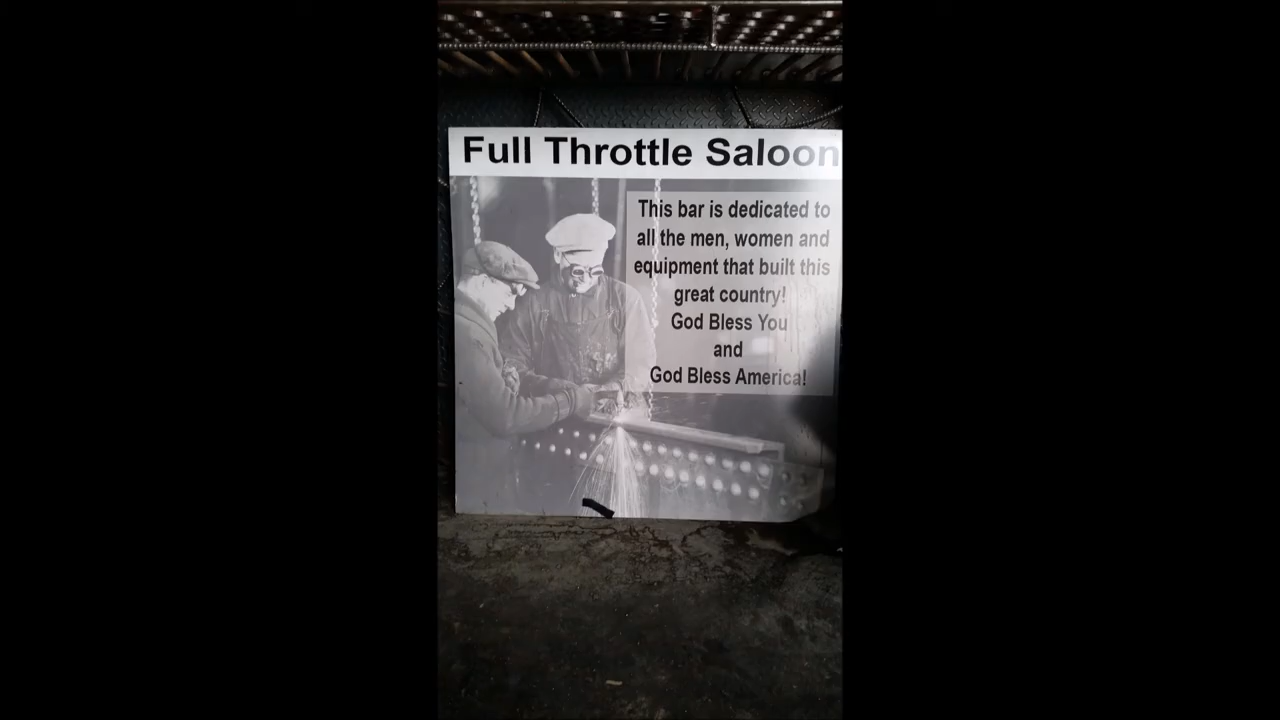 Full Throttle Saloon
This bar is dedicated to
all the men, women and
equipment that built this
great country!
God Bless You
and
God Bless America!